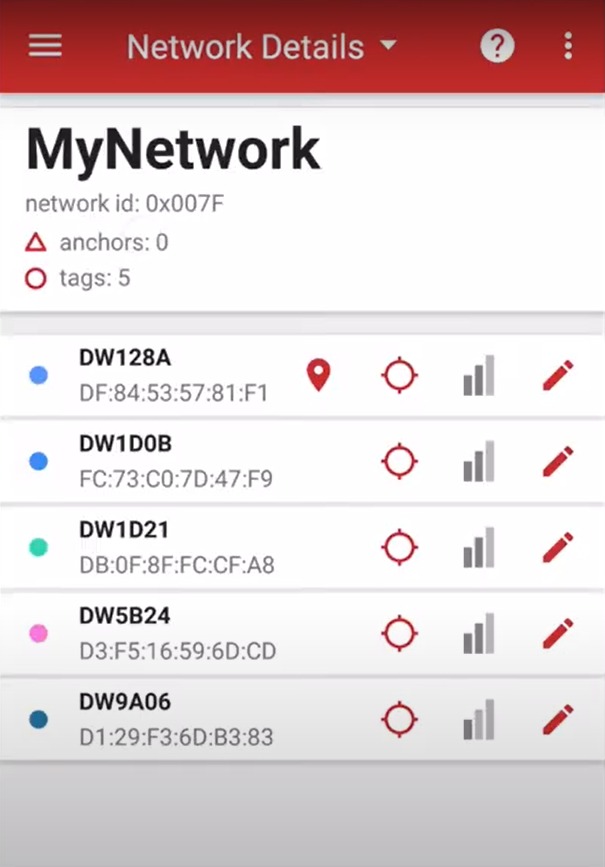 Network Details
MyNetwork
network id: 0x007F
anchors: 0
tags: 5
DW128A
DF:84:53:57:81:F1
DW1D0B
FC:73:C0:7D:47:F9
DW1D21
DB:0F:8F:FC:CF:A8
DW5B24
D3:F5:16:59:6D:CD
DW9A06
D1:29:F3:6D:B3:83